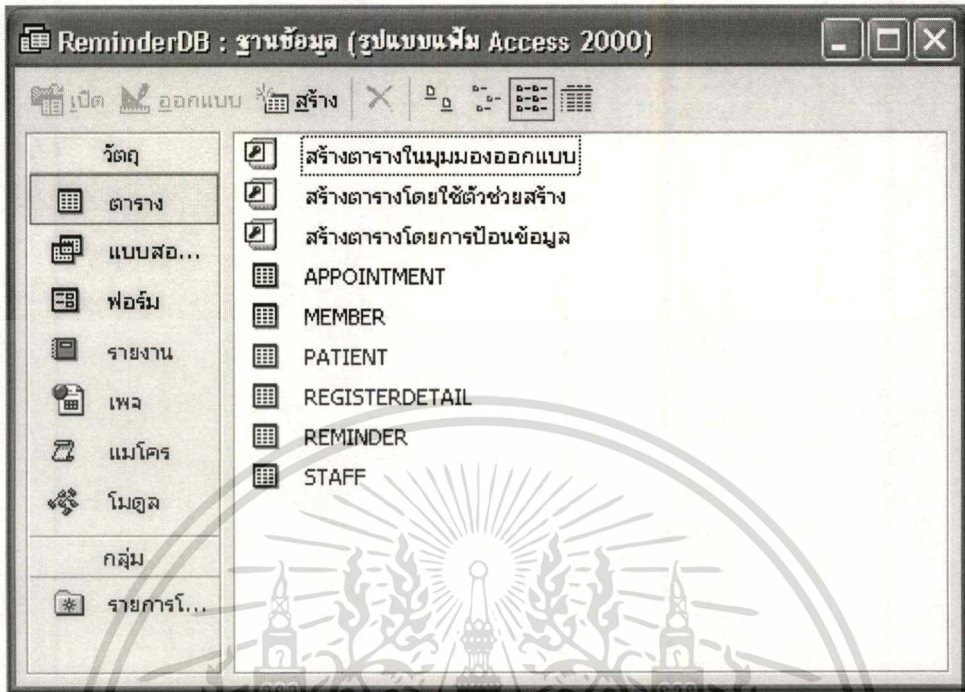 ReminderDB : ฐานข้อมูล (รูปแบบแฟ้ม Access 2000)
เปิด ออกแบบ สร้าง
วัตถุ
ตาราง
แบบสอ...
ฟอร์ม
รายงาน
เพจ
แมโคร
โมดูล
กลุ่ม
รายการโ...
สร้างตารางในมุมมองออกแบบ
สร้างตารางโดยใช้ตัวช่วยสร้าง
สร้างตารางโดยการป้อนข้อมูล
APPOINTMENT
MEMBER
PATIENT
REGISTERDETAIL
REMINDER
STAFF